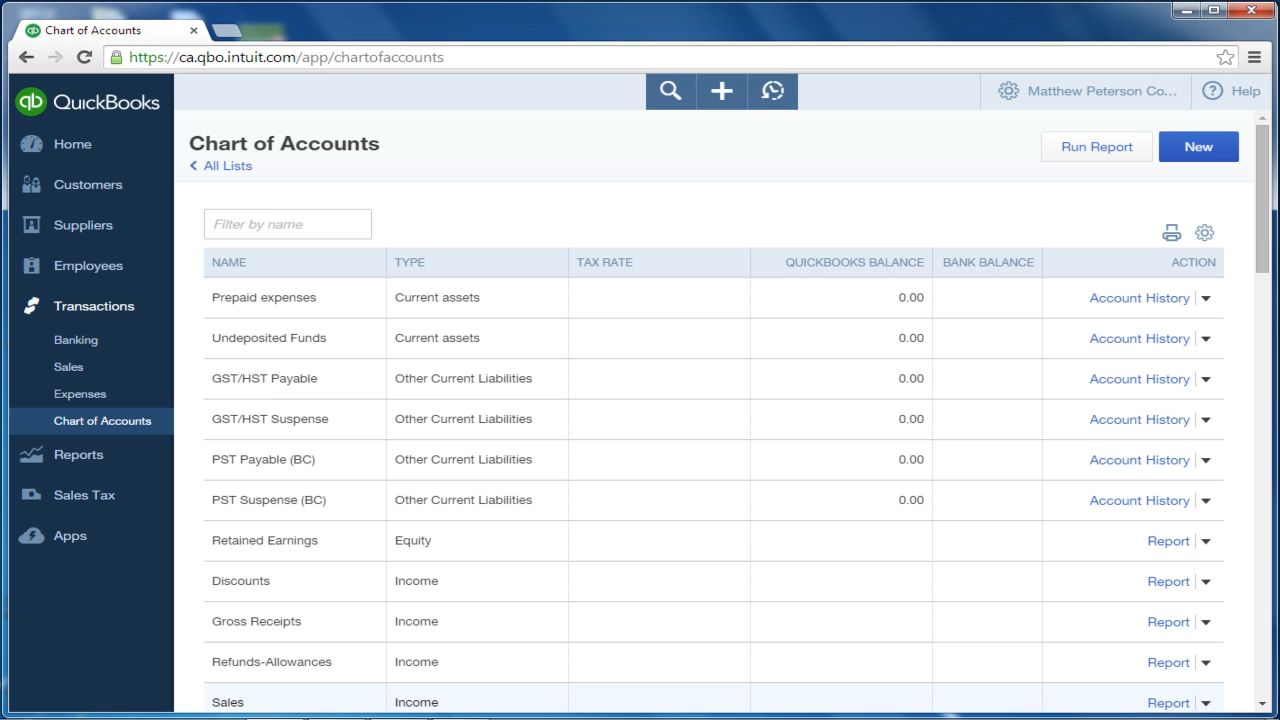 Chart of Accounts
https://ca.qbo.intuit.com/app/chartofaccounts
qb QuickBooks
Matthew Peterson Co...
? Help
Home
Customers
Suppliers
Employees
Transactions
Banking
Sales
Expenses
Chart of Accounts
Reports
Sales Tax
Apps
Chart of Accounts
All Lists
Run Report
New
Filter by name
NAME TYPE TAX RATE QUICKBOOKS BALANCE BANK BALANCE ACTION
Prepaid expenses Current assets 0.00 Account History
Undeposited Funds Current assets 0.00 Account History
GST/HST Payable Other Current Liabilities 0.00 Account History
GST/HST Suspense Other Current Liabilities 0.00 Account History
PST Payable (BC) Other Current Liabilities 0.00 Account History
PST Suspense (BC) Other Current Liabilities 0.00 Account History
Retained Earnings Equity Report
Discounts Income Report
Gross Receipts Income Report
Refunds-Allowances Income Report
Sales Income Report